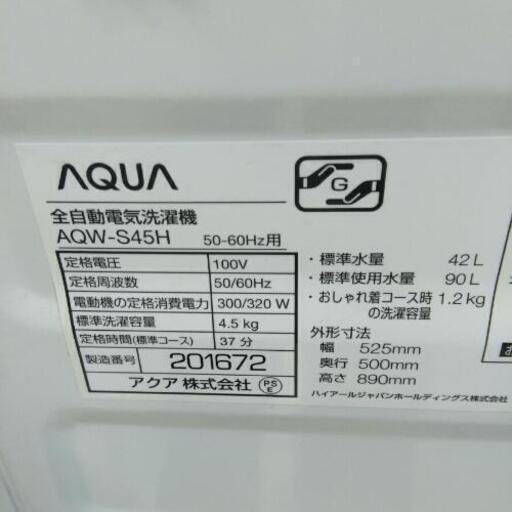 AQUA
G
全自動電気洗濯機
AQW-S45H 50-60Hz用
定格電圧 100V
定格周波数 50/60Hz
電動機の定格消費電力 300/320 W
標準洗濯容量 4.5 kg
定格時間(標準コース) 37 分
製造番号 201672
アクア 株式会社 PSE
・標準水量 42 L
・標準使用水量 90 L
・おしゃれ着コース時 1.2 kg
の洗濯容量
外形寸法
幅 525mm
奥行 500mm
高さ 890mm
ハイアールジャパンホールディングス株式会社